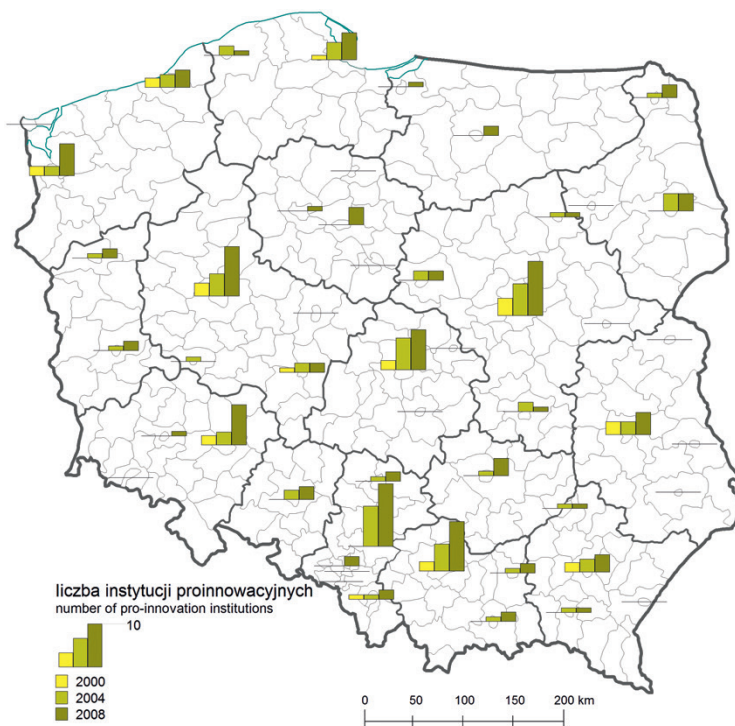 liczba instytucji proinnowacyjnych
number of pro-innovation institutions
10
2000
2004
2008
0 50 100 150 200 km